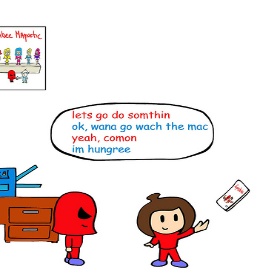 lets go do somthin
ok, wana go wach the mac
yeah, comon
im hungree